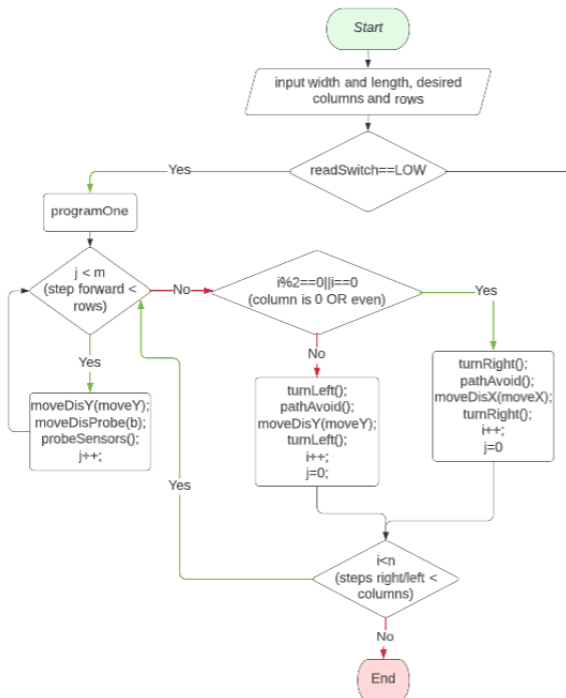 Start
input width and length, desired
columns and rows
readSwitch==LOW
Yes
programOne
j < m
(step forward <
rows)
No
i%2==0||i==0
(column is 0 OR even)
Yes
Yes
No
moveDisY(moveY);
moveDisProbe(b);
probeSensors();
j++;
turnLeft();
pathAvoid();
moveDisY(moveY);
turnLeft();
i++;
j=0;
turnRight();
pathAvoid();
moveDisX(moveX);
turnRight();
i++;
j=0
Yes
i<n
(steps right/left <
columns)
No
End